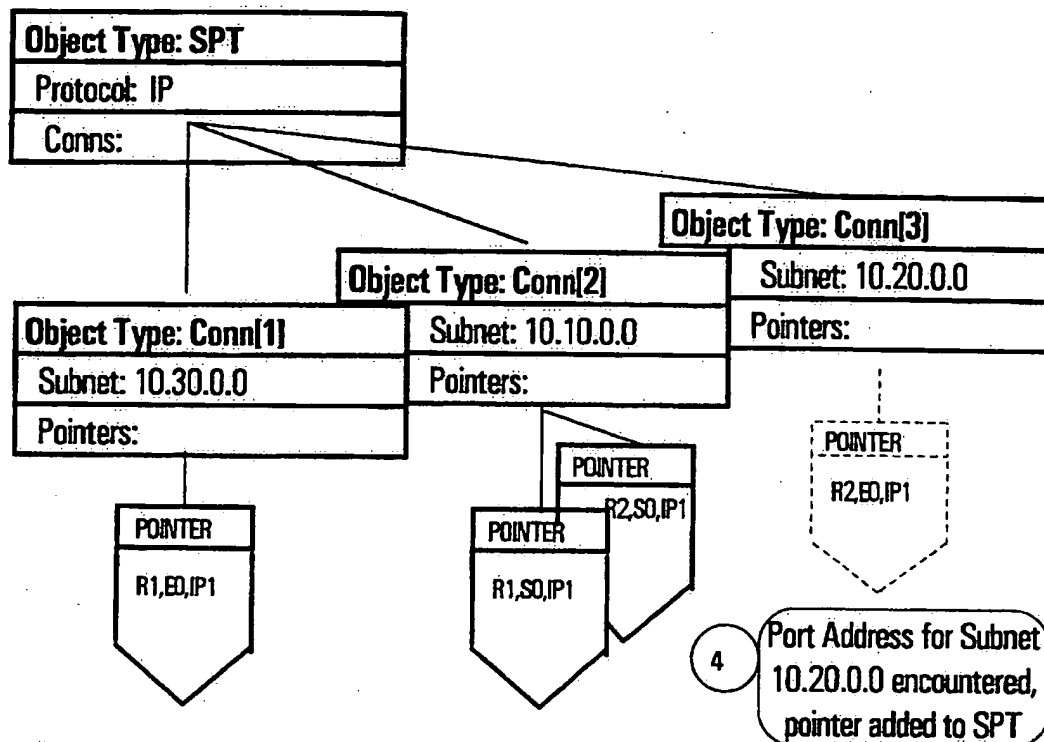 Object Type: SPT
Protocol: IP
Conns:
Object Type: Conn[3]
Subnet: 10.20.0.0
Pointers:
Object Type: Conn[2]
Subnet: 10.10.0.0
Pointers:
Object Type: Conn[1]
Subnet: 10.30.0.0
Pointers:
POINTER
R1,E0,IP1
POINTER
R1,S0,IP1
POINTER
R2,S0,IP1
POINTER
R2,E0,IP1
4
Port Address for Subnet
10.20.0.0 encountered,
pointer added to SPT